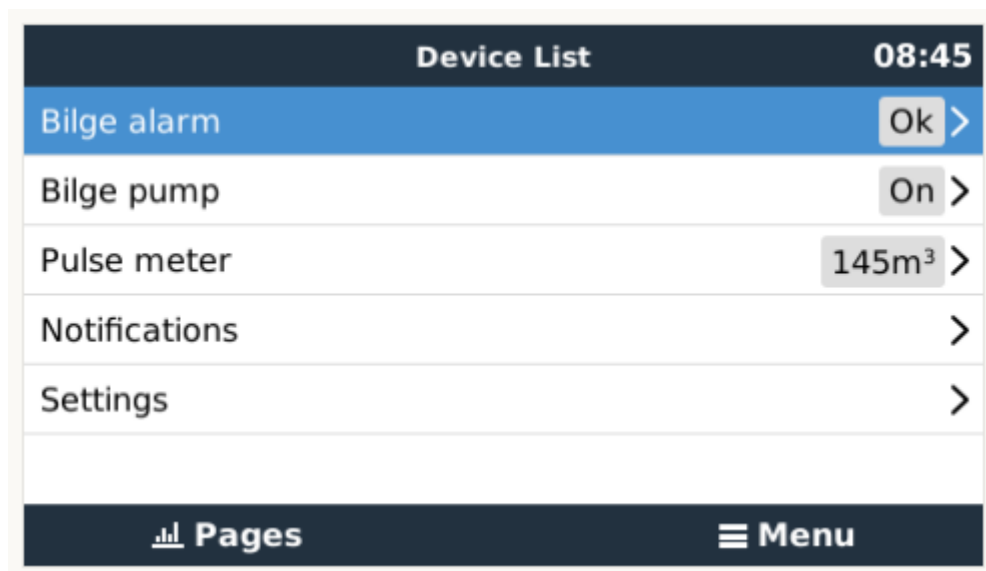 Device List 08:45
Bilge alarm Ok
Bilge pump On
Pulse meter 145m³
Notifications
Settings
Pages Menu